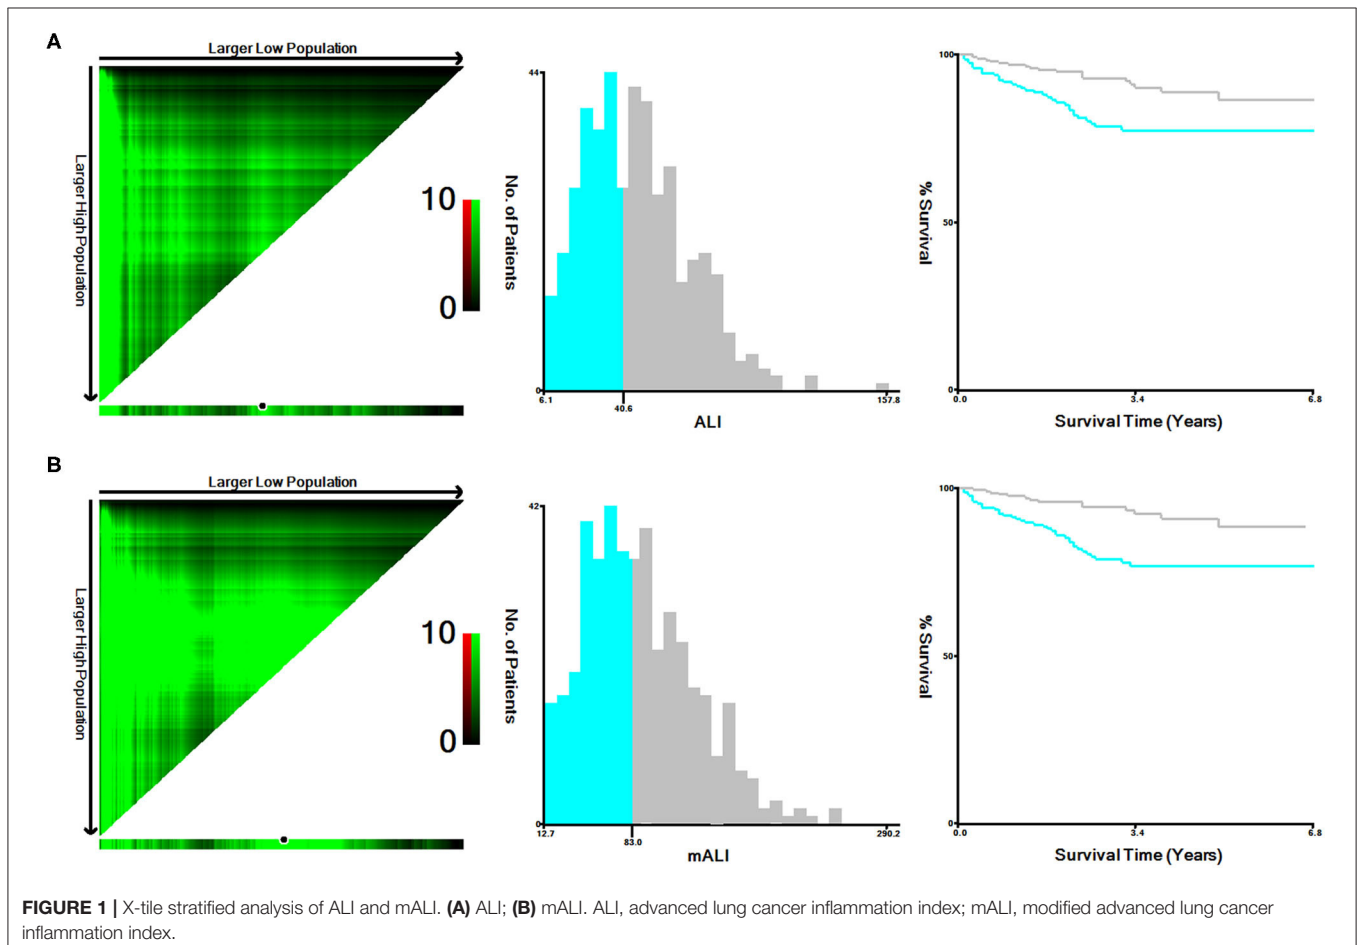 A
Larger Low Population
Larger High Population
10
0
44
No. of Patients
0
6.1
40.6
157.8
ALI
100
% Survival
50
0
0.0
3.4
6.8
Survival Time (Years)
B
Larger Low Population
Larger High Population
10
0
42
No. of Patients
0
12.7
83.0
290.2
mALI
100
% Survival
50
0
0.0
3.4
6.8
Survival Time (Years)
FIGURE 1 | X-tile stratified analysis of ALI and mALI. (A) ALI; (B) mALI. ALI, advanced lung cancer inflammation index; mALI, modified advanced lung cancer
inflammation index.